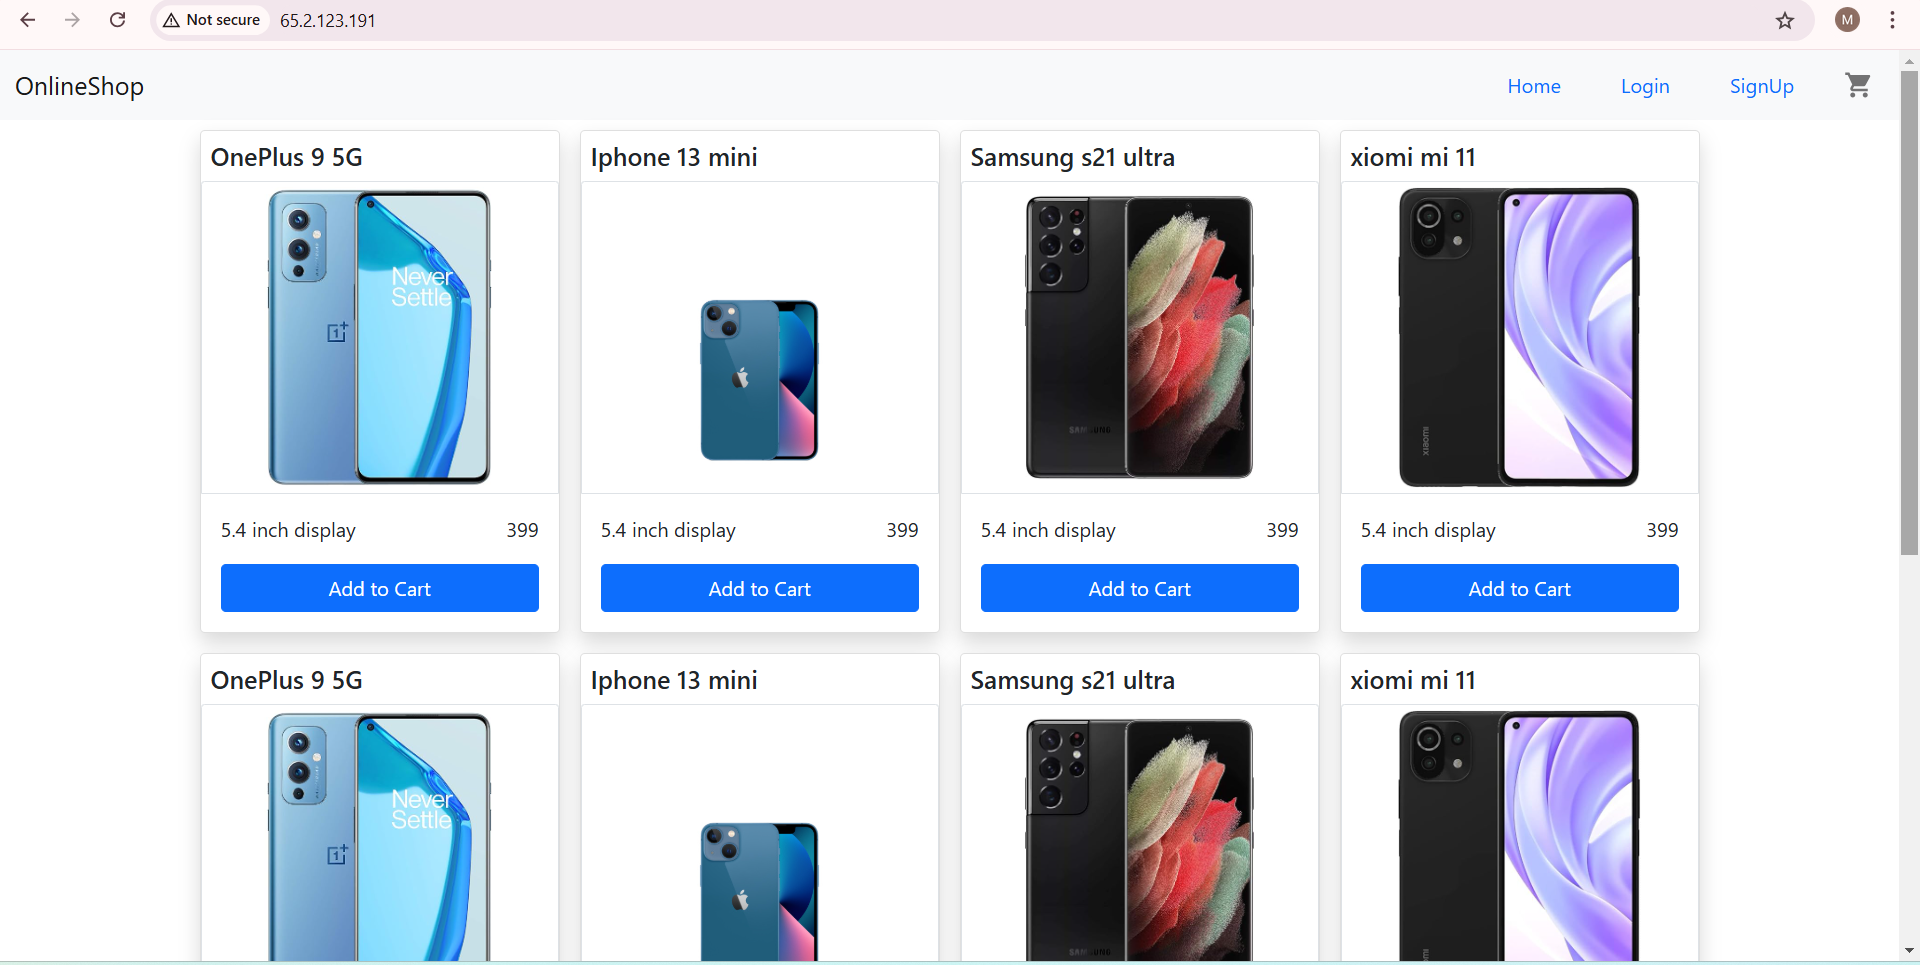 Not secure 65.2.123.191 M
OnlineShop Home Login SignUp
OnePlus 9 5G Iphone 13 mini Samsung s21 ultra xiomi mi 11
Never
Settle
SAMSUNG
xiaomi
5.4 inch display 399 5.4 inch display 399 5.4 inch display 399 5.4 inch display 399
Add to Cart Add to Cart Add to Cart Add to Cart
OnePlus 9 5G Iphone 13 mini Samsung s21 ultra xiomi mi 11
Never
Settle
SAMSUNG